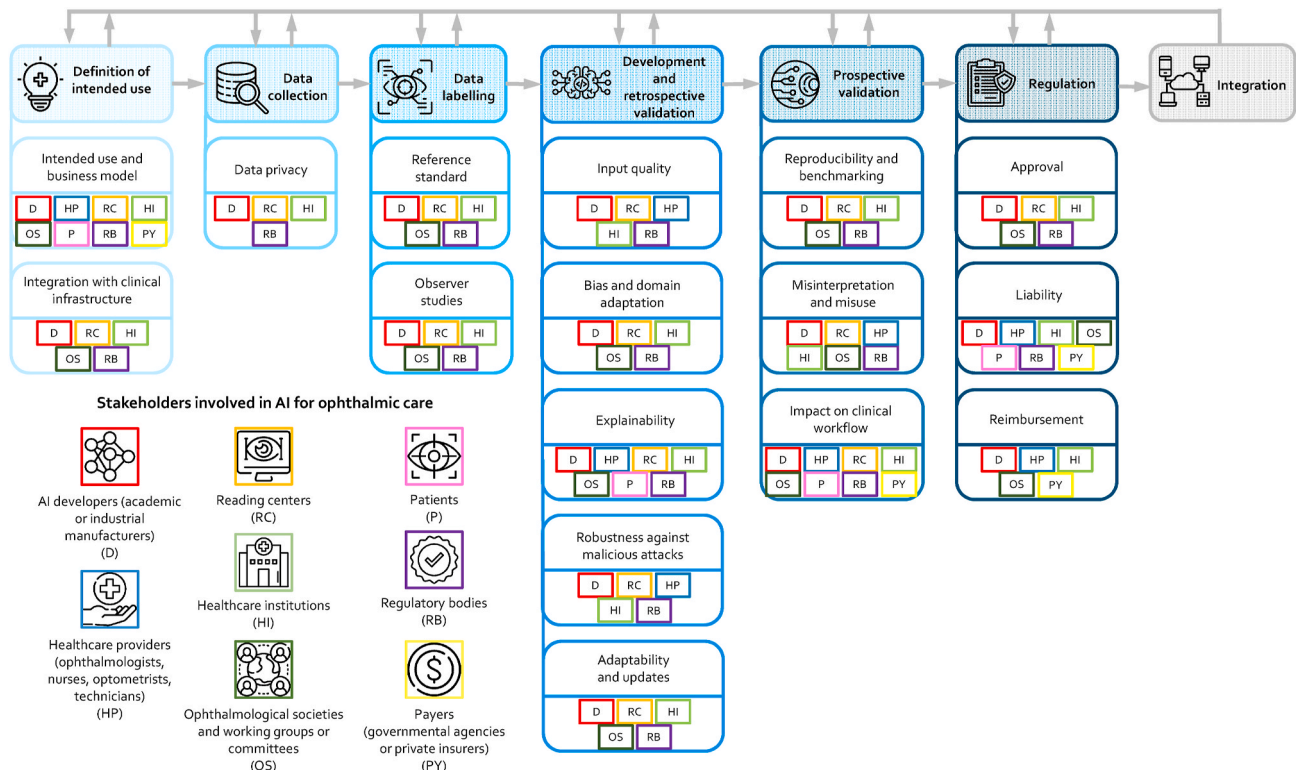 Definition of
intended use
Data
collection
Data
labelling
Development
and
retrospective
validation
Prospective
validation
Regulation
Integration
Intended use and
business model
D HP RC HI
OS P RB PY
Integration with clinical
infrastructure
D RC HI
OS RB
Data privacy
D RC HI
RB
Reference
standard
D RC HI
OS RB
Observer
studies
D RC HI
OS RB
Input quality
D RC HP
HI RB
Bias and domain
adaptation
D RC HI
OS RB
Explainability
D HP RC HI
OS P RB
Robustness against
malicious attacks
D RC HP
HI RB
Adaptability
and updates
D RC HI
OS RB
Reproducibility and
benchmarking
D RC HI
OS RB
Misinterpretation
and misuse
D RC HP
HI OS RB
Impact on clinical
workflow
D HP RC HI
OS P RB PY
Approval
D RC HI
OS RB
Liability
D HP HI OS
P RB PY
Reimbursement
D HP HI
OS PY
Stakeholders involved in AI for ophthalmic care
AI developers (academic
or industrial
manufacturers)
(D)
Healthcare providers
(ophthalmologists,
nurses, optometrists,
technicians)
(HP)
Reading centers
(RC)
Healthcare institutions
(HI)
Ophthalmological societies
and working groups or
committees
(OS)
Patients
(P)
Regulatory bodies
(RB)
$
Payers
(governmental agencies
or private insurers)
(PY)